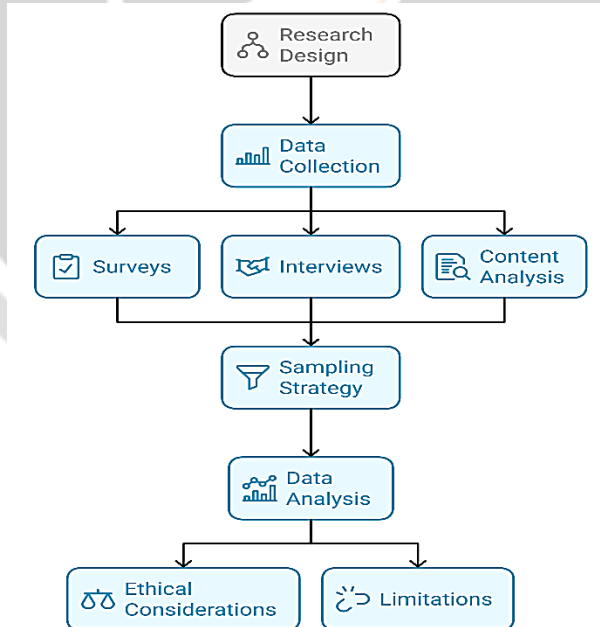 Research
Design
Data
Collection
Surveys
Interviews
Content
Analysis
Sampling
Strategy
Data
Analysis
Ethical
Considerations
Limitations